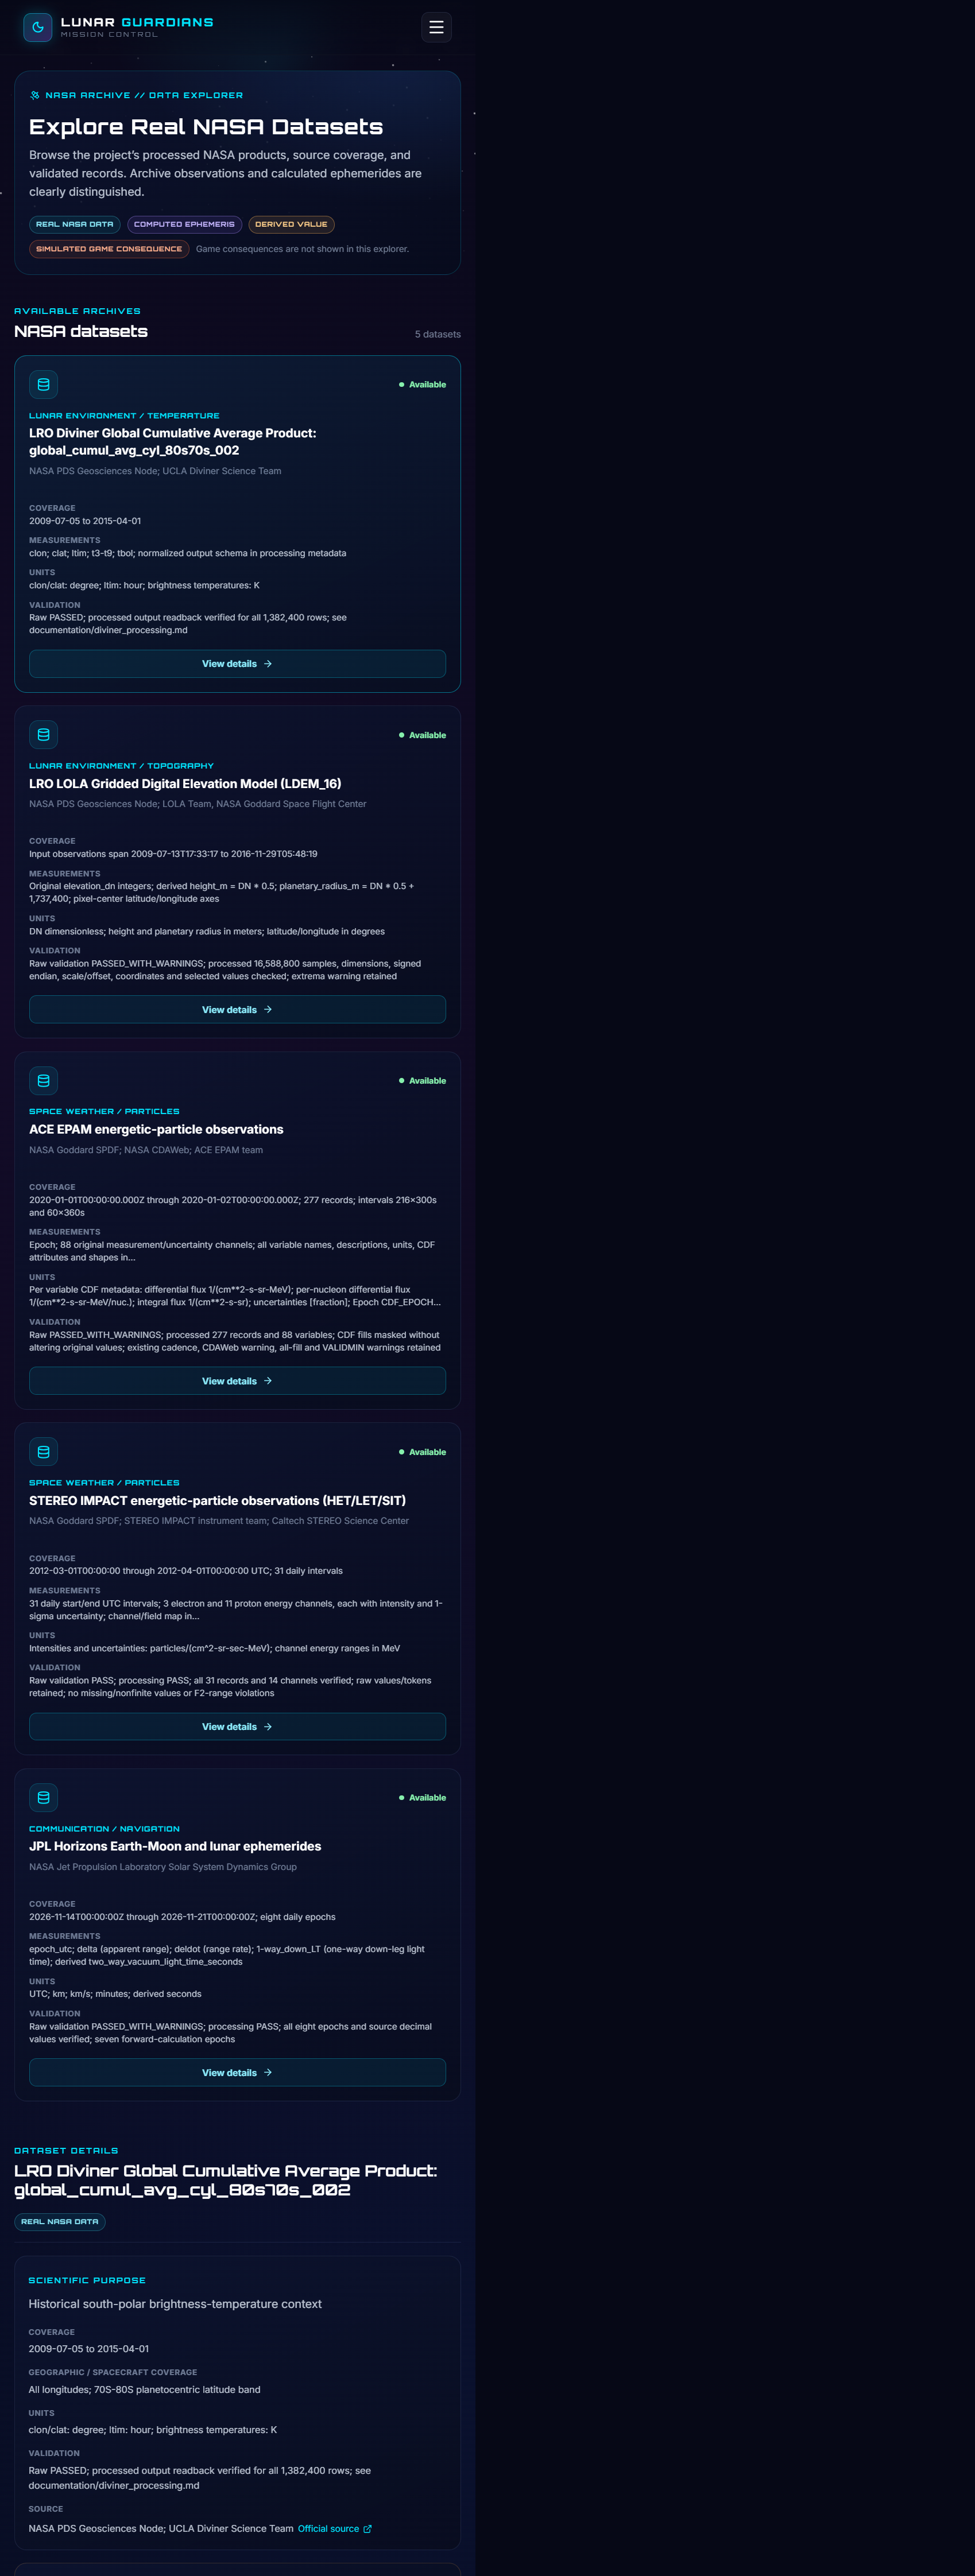 LUNAR GUARDIANS
MISSION CONTROL
NASA ARCHIVE // DATA EXPLORER
Explore Real NASA Datasets
Browse the project's processed NASA products, source coverage, and
validated records. Archive observations and calculated ephemerides are
clearly distinguished.
REAL NASA DATA COMPUTED EPHEMERIS DERIVED VALUE
SIMULATED GAME CONSEQUENCE Game consequences are not shown in this explorer.
AVAILABLE ARCHIVES
NASA datasets
5 datasets
Available
LUNAR ENVIRONMENT / TEMPERATURE
LRO Diviner Global Cumulative Average Product:
global_cumul_avg_cyl_80s70s_002
NASA PDS Geosciences Node; UCLA Diviner Science Team
COVERAGE
2009-07-05 to 2015-04-01
MEASUREMENTS
clon; clat; ltim; t3-t9; tbol; normalized output schema in processing metadata
UNITS
clon/clat: degree; ltim: hour; brightness temperatures: K
VALIDATION
Raw PASSED; processed output readback verified for all 1,382,400 rows; see
documentation/diviner_processing.md
View details →
Available
LUNAR ENVIRONMENT / TOPOGRAPHY
LRO LOLA Gridded Digital Elevation Model (LDEM_16)
NASA PDS Geosciences Node; LOLA Team, NASA Goddard Space Flight Center
COVERAGE
Input observations span 2009-07-13T17:33:17 to 2016-11-29T05:48:19
MEASUREMENTS
Original elevation_dn integers; derived height_m = DN * 0.5; planetary_radius_m = DN * 0.5 +
1,737,400; pixel-center latitude/longitude axes
UNITS
DN dimensionless; height and planetary radius in meters; latitude/longitude in degrees
VALIDATION
Raw validation PASSED_WITH_WARNINGS; processed 16,588,800 samples, dimensions, signed
endian, scale/offset, coordinates and selected values checked; extrema warning retained
View details →
Available
SPACE WEATHER / PARTICLES
ACE EPAM energetic-particle observations
NASA Goddard SPDF; NASA CDAWeb; ACE EPAM team
COVERAGE
2020-01-01T00:00:00.000Z through 2020-01-02T00:00:00.000Z; 277 records; intervals 216×300s
and 60×360s
MEASUREMENTS
Epoch; 88 original measurement/uncertainty channels; all variable names, descriptions, units, CDF
attributes and shapes in...
UNITS
Per variable CDF metadata: differential flux 1/(cm**2-s-sr-MeV); per-nucleon differential flux
1/(cm**2-s-sr-MeV/nuc.); integral flux 1/(cm**2-s-sr); uncertainties [fraction]; Epoch CDF_EPOCH...
VALIDATION
Raw PASSED_WITH_WARNINGS; processed 277 records and 88 variables; CDF fills masked without
altering original values; existing cadence, CDAWeb warning, all-fill and VALIDMIN warnings retained
View details →
Available
SPACE WEATHER / PARTICLES
STEREO IMPACT energetic-particle observations (HET/LET/SIT)
NASA Goddard SPDF; STEREO IMPACT instrument team; Caltech STEREO Science Center
COVERAGE
2012-03-01T00:00:00 through 2012-04-01T00:00:00 UTC; 31 daily intervals
MEASUREMENTS
31 daily start/end UTC intervals; 3 electron and 11 proton energy channels, each with intensity and 1-
sigma uncertainty; channel/field map in...
UNITS
Intensities and uncertainties: particles/(cm^2-sr-sec-MeV); channel energy ranges in MeV
VALIDATION
Raw validation PASS; processing PASS; all 31 records and 14 channels verified; raw values/tokens
retained; no missing/nonfinite values or F2-range violations
View details →
Available
COMMUNICATION / NAVIGATION
JPL Horizons Earth-Moon and lunar ephemerides
NASA Jet Propulsion Laboratory Solar System Dynamics Group
COVERAGE
2026-11-14T00:00:00Z through 2026-11-21T00:00:00Z; eight daily epochs
MEASUREMENTS
epoch_utc; delta (apparent range); deldot (range rate); 1-way_down_LT (one-way down-leg light
time); derived two_way_vacuum_light_time_seconds
UNITS
UTC; km; km/s; minutes; derived seconds
VALIDATION
Raw validation PASSED_WITH_WARNINGS; processing PASS; all eight epochs and source decimal
values verified; seven forward-calculation epochs
View details →
DATASET DETAILS
LRO Diviner Global Cumulative Average Product:
global_cumul_avg_cyl_80s70s_002
REAL NASA DATA
SCIENTIFIC PURPOSE
Historical south-polar brightness-temperature context
COVERAGE
2009-07-05 to 2015-04-01
GEOGRAPHIC / SPACECRAFT COVERAGE
All longitudes; 70S-80S planetocentric latitude band
UNITS
clon/clat: degree; ltim: hour; brightness temperatures: K
VALIDATION
Raw PASSED; processed output readback verified for all 1,382,400 rows; see
documentation/diviner_processing.md
SOURCE
NASA PDS Geosciences Node; UCLA Diviner Science Team Official source